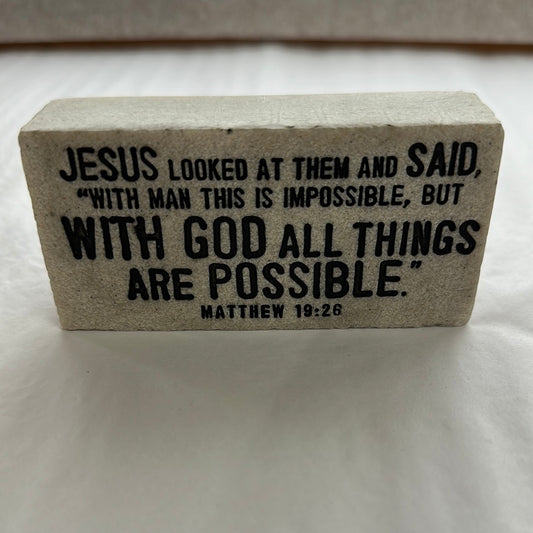 JESUS LOOKED AT THEM AND SAID,
"WITH MAN THIS IS IMPOSSIBLE, BUT
WITH GOD ALL THINGS
ARE POSSIBLE."
MATTHEW 19:26